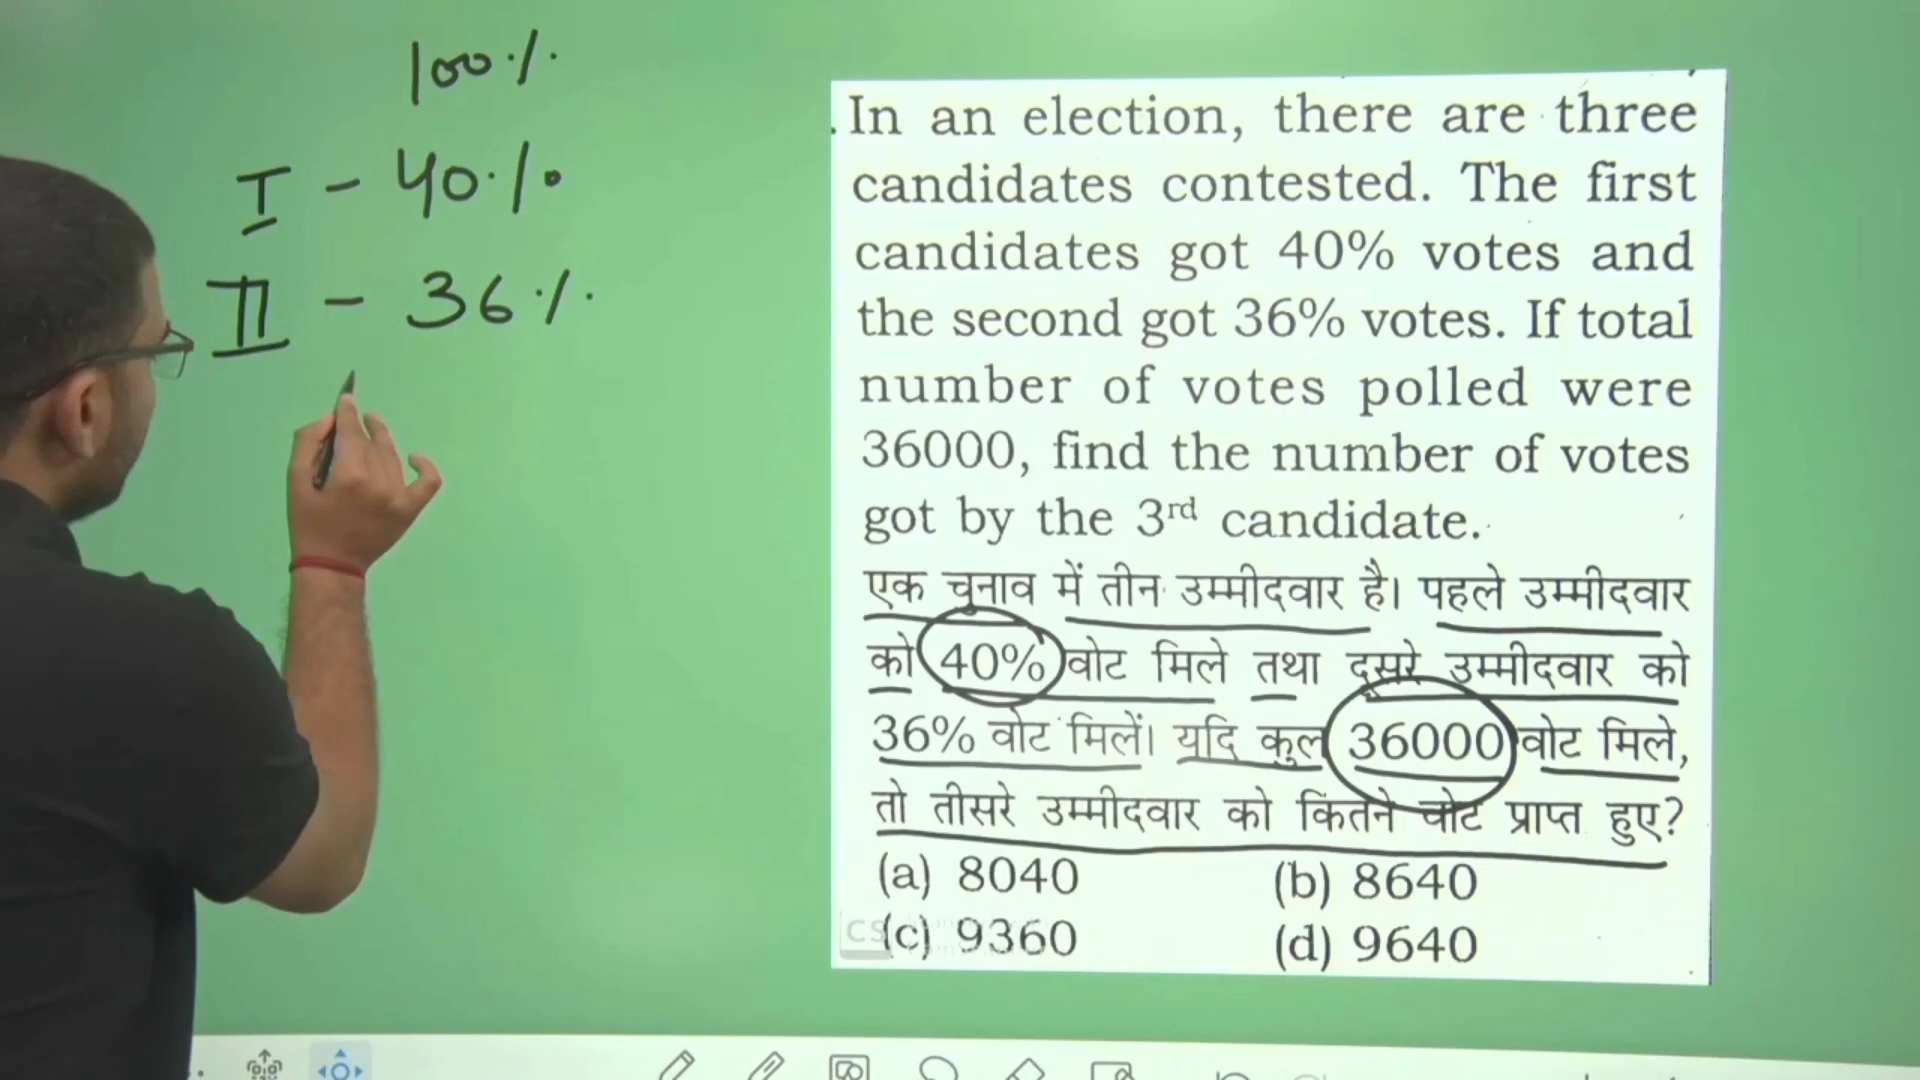 100%
I - 40%
II - 36%
In an election, there are three
candidates contested. The first
candidates got 40% votes and
the second got 36% votes. If total
number of votes polled were
36000, find the number of votes
got by the 3rd candidate.
एक चुनाव में तीन उम्मीदवार है। पहले उम्मीदवार
को 40% वोट मिले तथा दूसरे उम्मीदवार को
36% वोट मिलें। यदि कुल 36000 वोट मिले,
तो तीसरे उम्मीदवार को कितने वोट प्राप्त हुए?
(a) 8040 (b) 8640
(c) 9360 (d) 9640
CS